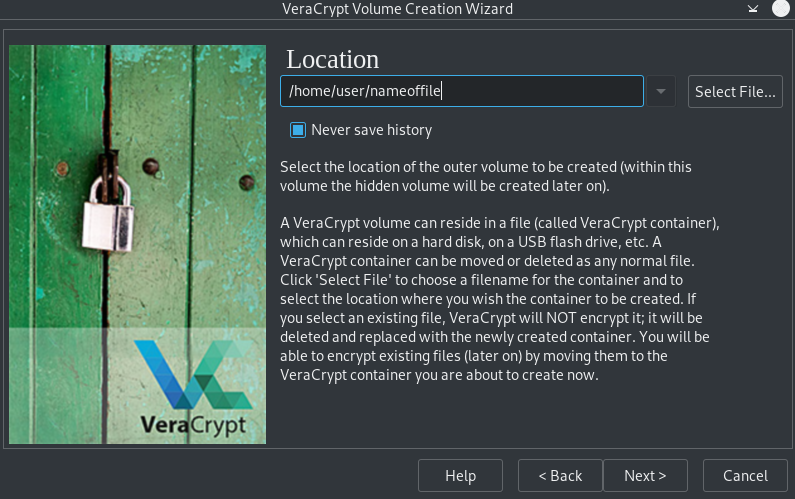 VeraCrypt Volume Creation Wizard
Location
/home/user/nameoffile
Select File...
Never save history
Select the location of the outer volume to be created (within this
volume the hidden volume will be created later on).
A VeraCrypt volume can reside in a file (called VeraCrypt container),
which can reside on a hard disk, on a USB flash drive, etc. A
VeraCrypt container can be moved or deleted as any normal file.
Click 'Select File' to choose a filename for the container and to
select the location where you wish the container to be created. If
you select an existing file, VeraCrypt will NOT encrypt it; it will be
deleted and replaced with the newly created container. You will be
able to encrypt existing files (later on) by moving them to the
VeraCrypt container you are about to create now.
VeraCrypt
Help
< Back
Next >
Cancel